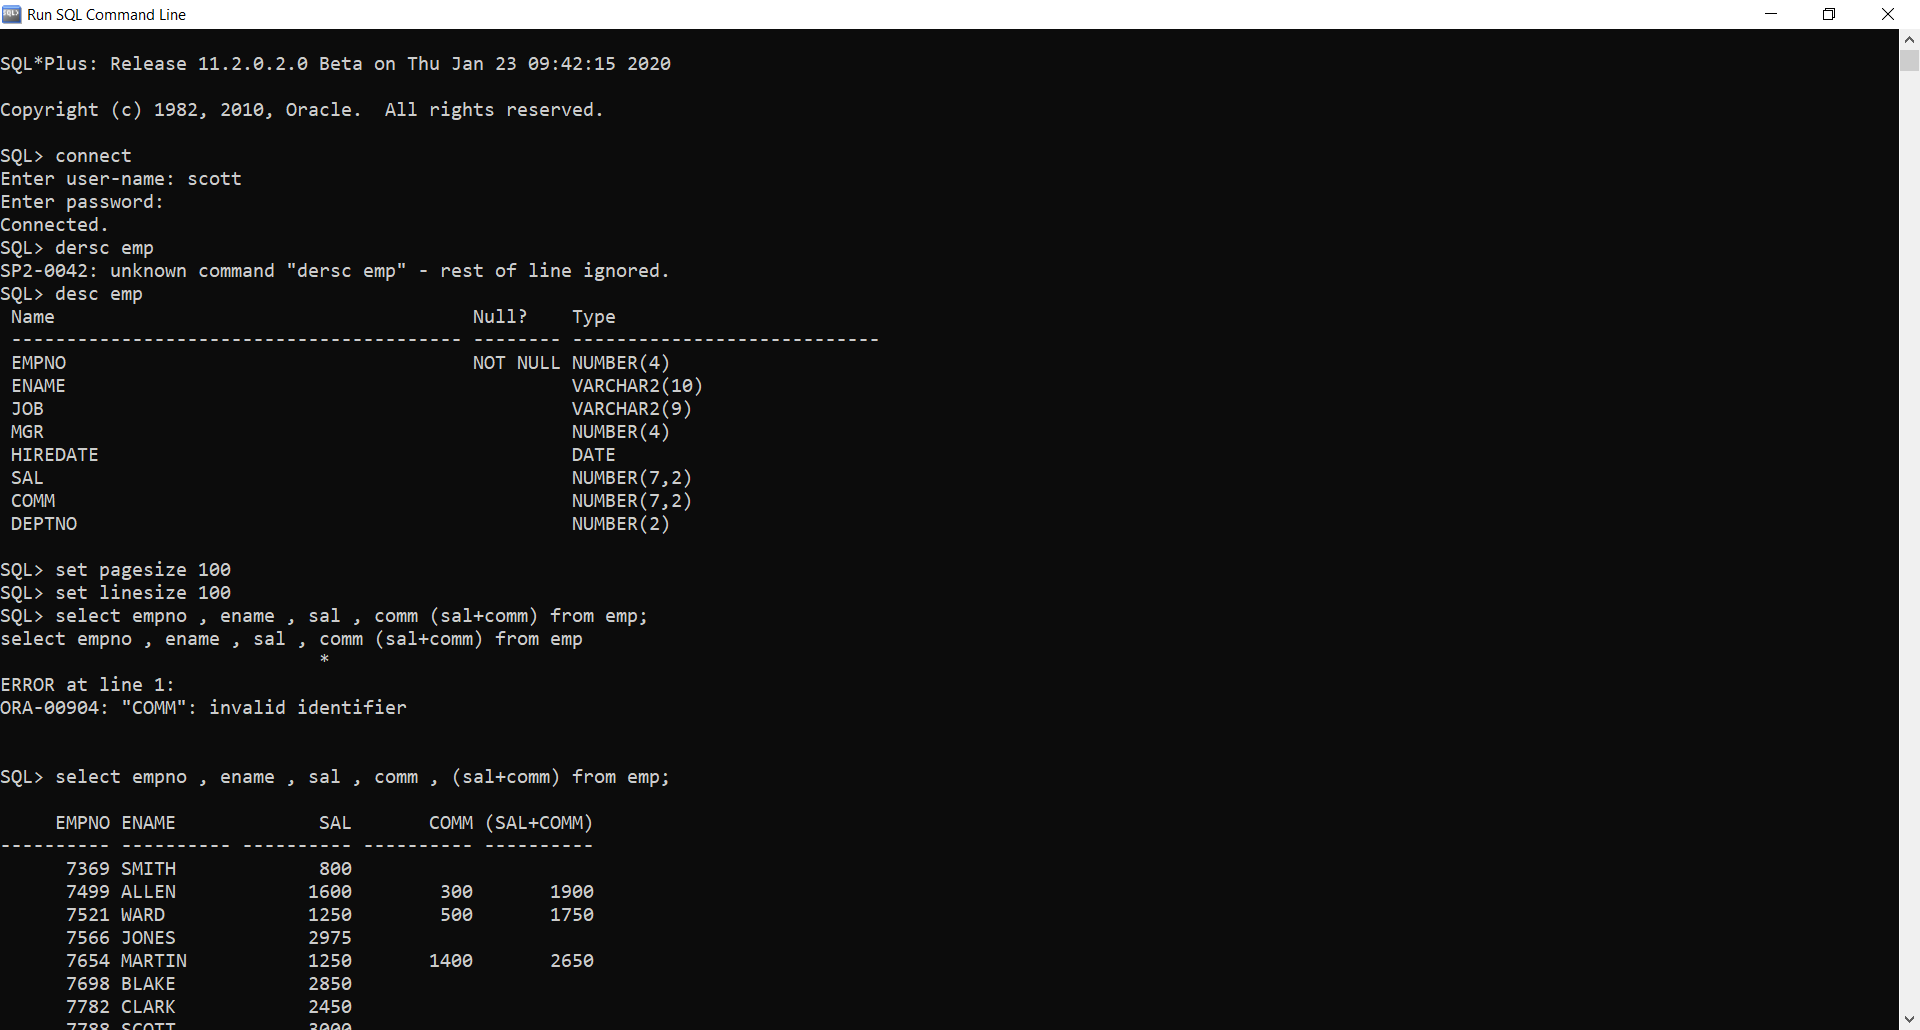 Run SQL Command Line
SQL*Plus: Release 11.2.0.2.0 Beta on Thu Jan 23 09:42:15 2020
Copyright (c) 1982, 2010, Oracle.  All rights reserved.
SQL> connect
Enter user-name: scott
Enter password:
Connected.
SQL> dersc emp
SP2-0042: unknown command "dersc emp" - rest of line ignored.
SQL> desc emp
 Name                                      Null?    Type
 ----------------------------------------- -------- ----------------------------
 EMPNO                                     NOT NULL NUMBER(4)
 ENAME                                              VARCHAR2(10)
 JOB                                                VARCHAR2(9)
 MGR                                                NUMBER(4)
 HIREDATE                                           DATE
 SAL                                                NUMBER(7,2)
 COMM                                               NUMBER(7,2)
 DEPTNO                                             NUMBER(2)
SQL> set pagesize 100
SQL> set linesize 100
SQL> select empno , ename , sal , comm (sal+comm) from emp;
select empno , ename , sal , comm (sal+comm) from emp
                             *
ERROR at line 1:
ORA-00904: "COMM": invalid identifier
SQL> select empno , ename , sal , comm , (sal+comm) from emp;
     EMPNO ENAME             SAL       COMM (SAL+COMM)
---------- ---------- ---------- ---------- ----------
      7369 SMITH             800
      7499 ALLEN            1600        300       1900
      7521 WARD             1250        500       1750
      7566 JONES            2975
      7654 MARTIN           1250       1400       2650
      7698 BLAKE            2850
      7782 CLARK            2450
      7788 SCOTT            3000